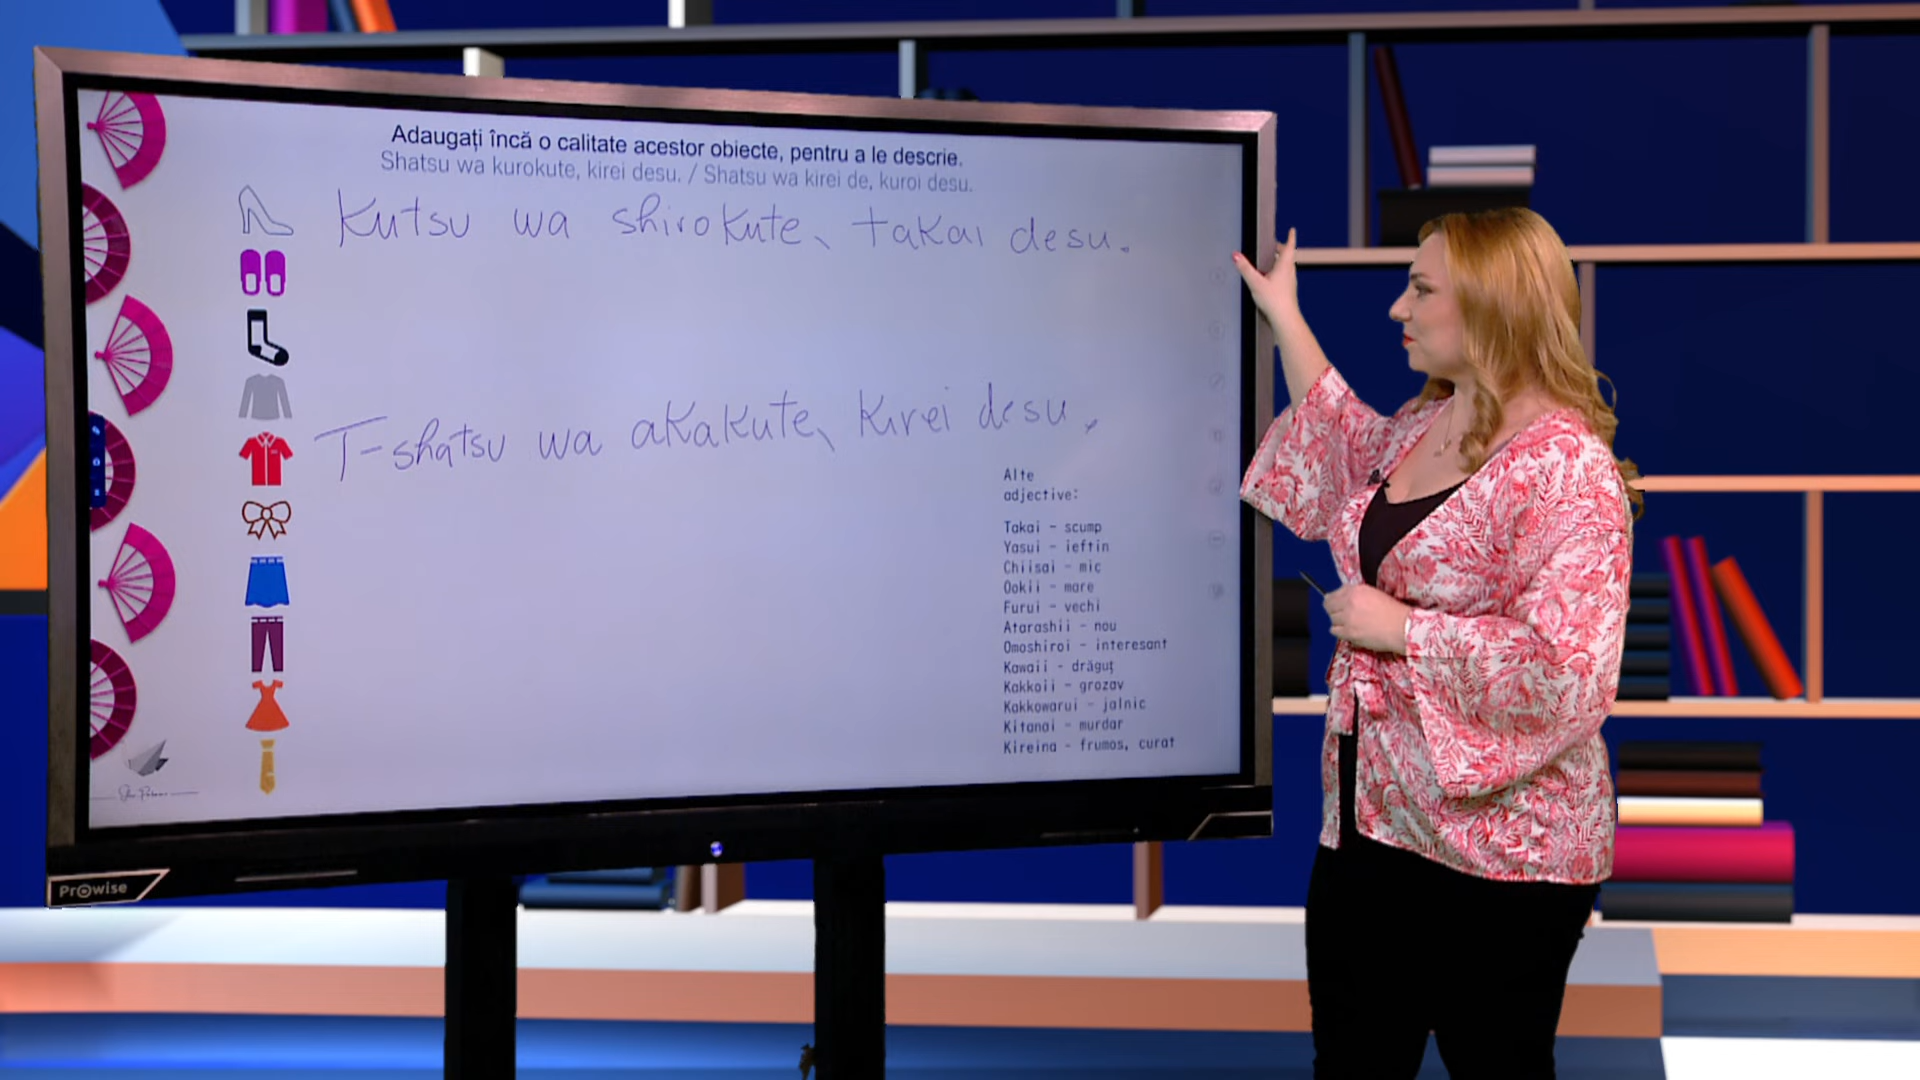 Adaugați încă o calitate acestor obiecte, pentru a le descrie.
Shatsu wa kurokute, kirei desu. / Shatsu wa kirei de, kuroi desu.
Kutsu wa shirokute, takai desu.
T-shatsu wa akakute, kirei desu.
Alte
adjective:
Takai - scump
Yasui - ieftin
Chiisai - mic
Ookii - mare
Furui - vechi
Atarashii - nou
Omoshiroi - interesant
Kawaii - drăguț
Kakkoii - grozav
Kakkowarui - jalnic
Kitanai - murdar
Kireina - frumos, curat
Prowise